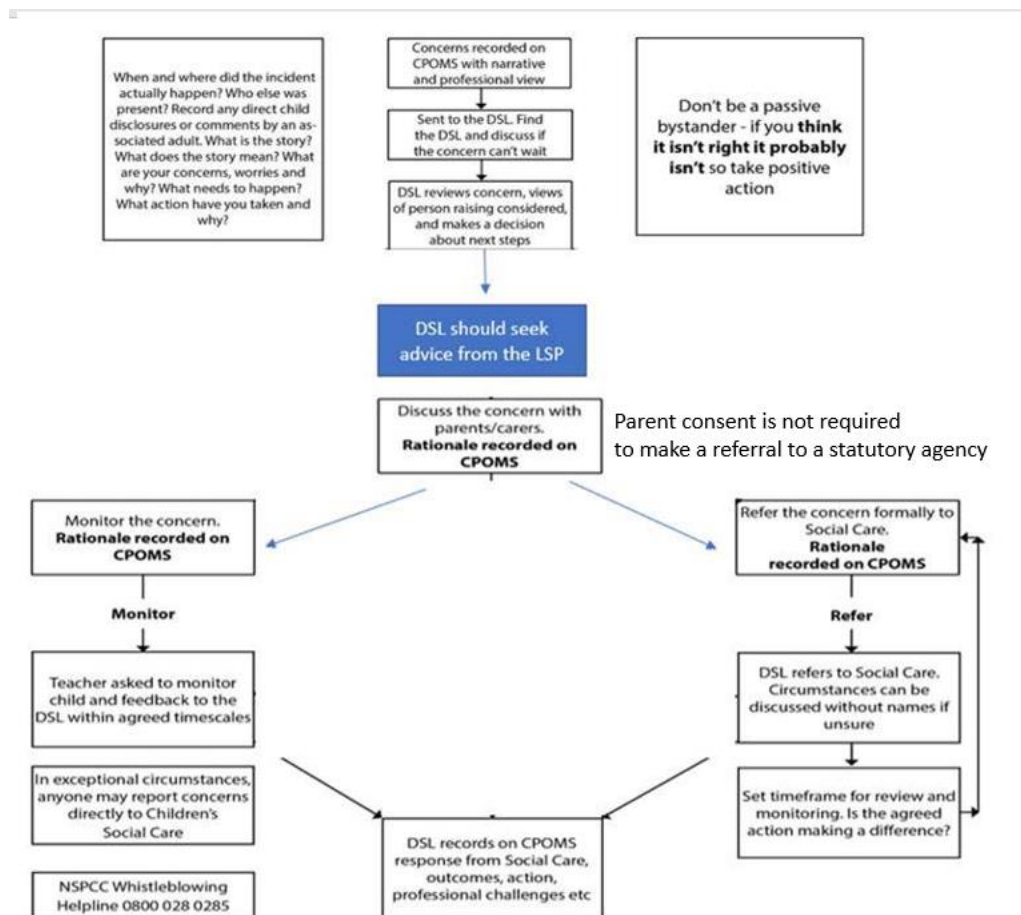 When and where did the incident
actually happen? Who else was
present? Record any direct child
disclosures or comments by an as-
sociated adult. What is the story?
What does the story mean? What
are your concerns, worries and
why? What needs to happen?
What action have you taken and
why?
Concerns recorded on
CPOMS with narrative
and professional view
Sent to the DSL. Find
the DSL and discuss if
the concern can't wait
DSL reviews concern, views
of person raising considered,
and makes a decision
about next steps
Don't be a passive
bystander - if you think
it isn't right it probably
isn't so take positive
action
DSL should seek
advice from the LSP
Discuss the concern with
parents/carers.
Rationale recorded on
CPOMS
Parent consent is not required
to make a referral to a statutory agency
Monitor the concern.
Rationale recorded on
CPOMS
Monitor
Teacher asked to monitor
child and feedback to the
DSL within agreed timescales
In exceptional circumstances,
anyone may report concerns
directly to Children's
Social Care
NSPCC Whistleblowing
Helpline 0800 028 0285
Refer the concern formally to
Social Care.
Rationale
recorded on CPOMS
Refer
DSL refers to Social Care.
Circumstances can be
discussed without names if
unsure
Set timeframe for review and
monitoring. Is the agreed
action making a difference?
DSL records on CPOMS
response from Social Care,
outcomes, action,
professional challenges etc